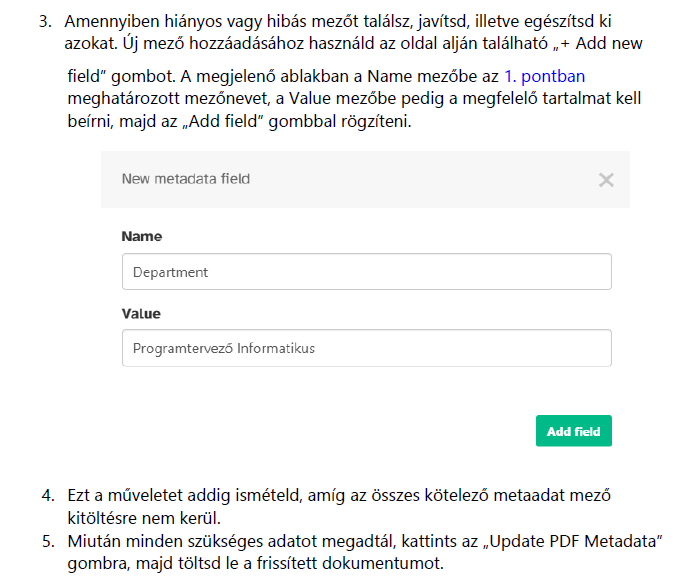 3. Amennyiben hiányos vagy hibás mezőt találsz, javítsd, illetve egészítsd ki
azokat. Új mező hozzáadásához használd az oldal alján található „+ Add new
field” gombot. A megjelenő ablakban a Name mezőbe az 1. pontban
meghatározott mezőnevet, a Value mezőbe pedig a megfelelő tartalmat kell
beírni, majd az „Add field” gombbal rögzíteni.
New metadata field
Name
Department
Value
Programtervező Informatikus
Add field
4. Ezt a műveletet addig ismételd, amíg az összes kötelező metaadat mező
kitöltésre nem kerül.
5. Miután minden szükséges adatot megadtál, kattints az „Update PDF Metadata”
gombra, majd töltsd le a frissített dokumentumot.